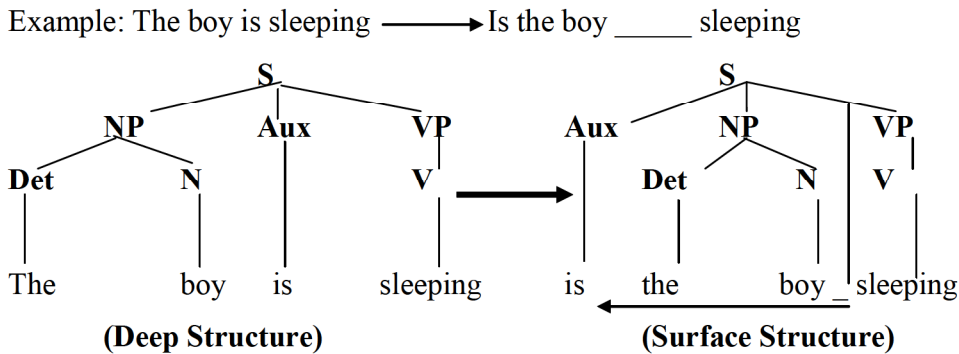 Example: The boy is sleeping Is the boy _____ sleeping
S S
NP Aux VP Aux NP VP
Det N V Det N V
The boy is sleeping is the boy _ sleeping
(Deep Structure) (Surface Structure)